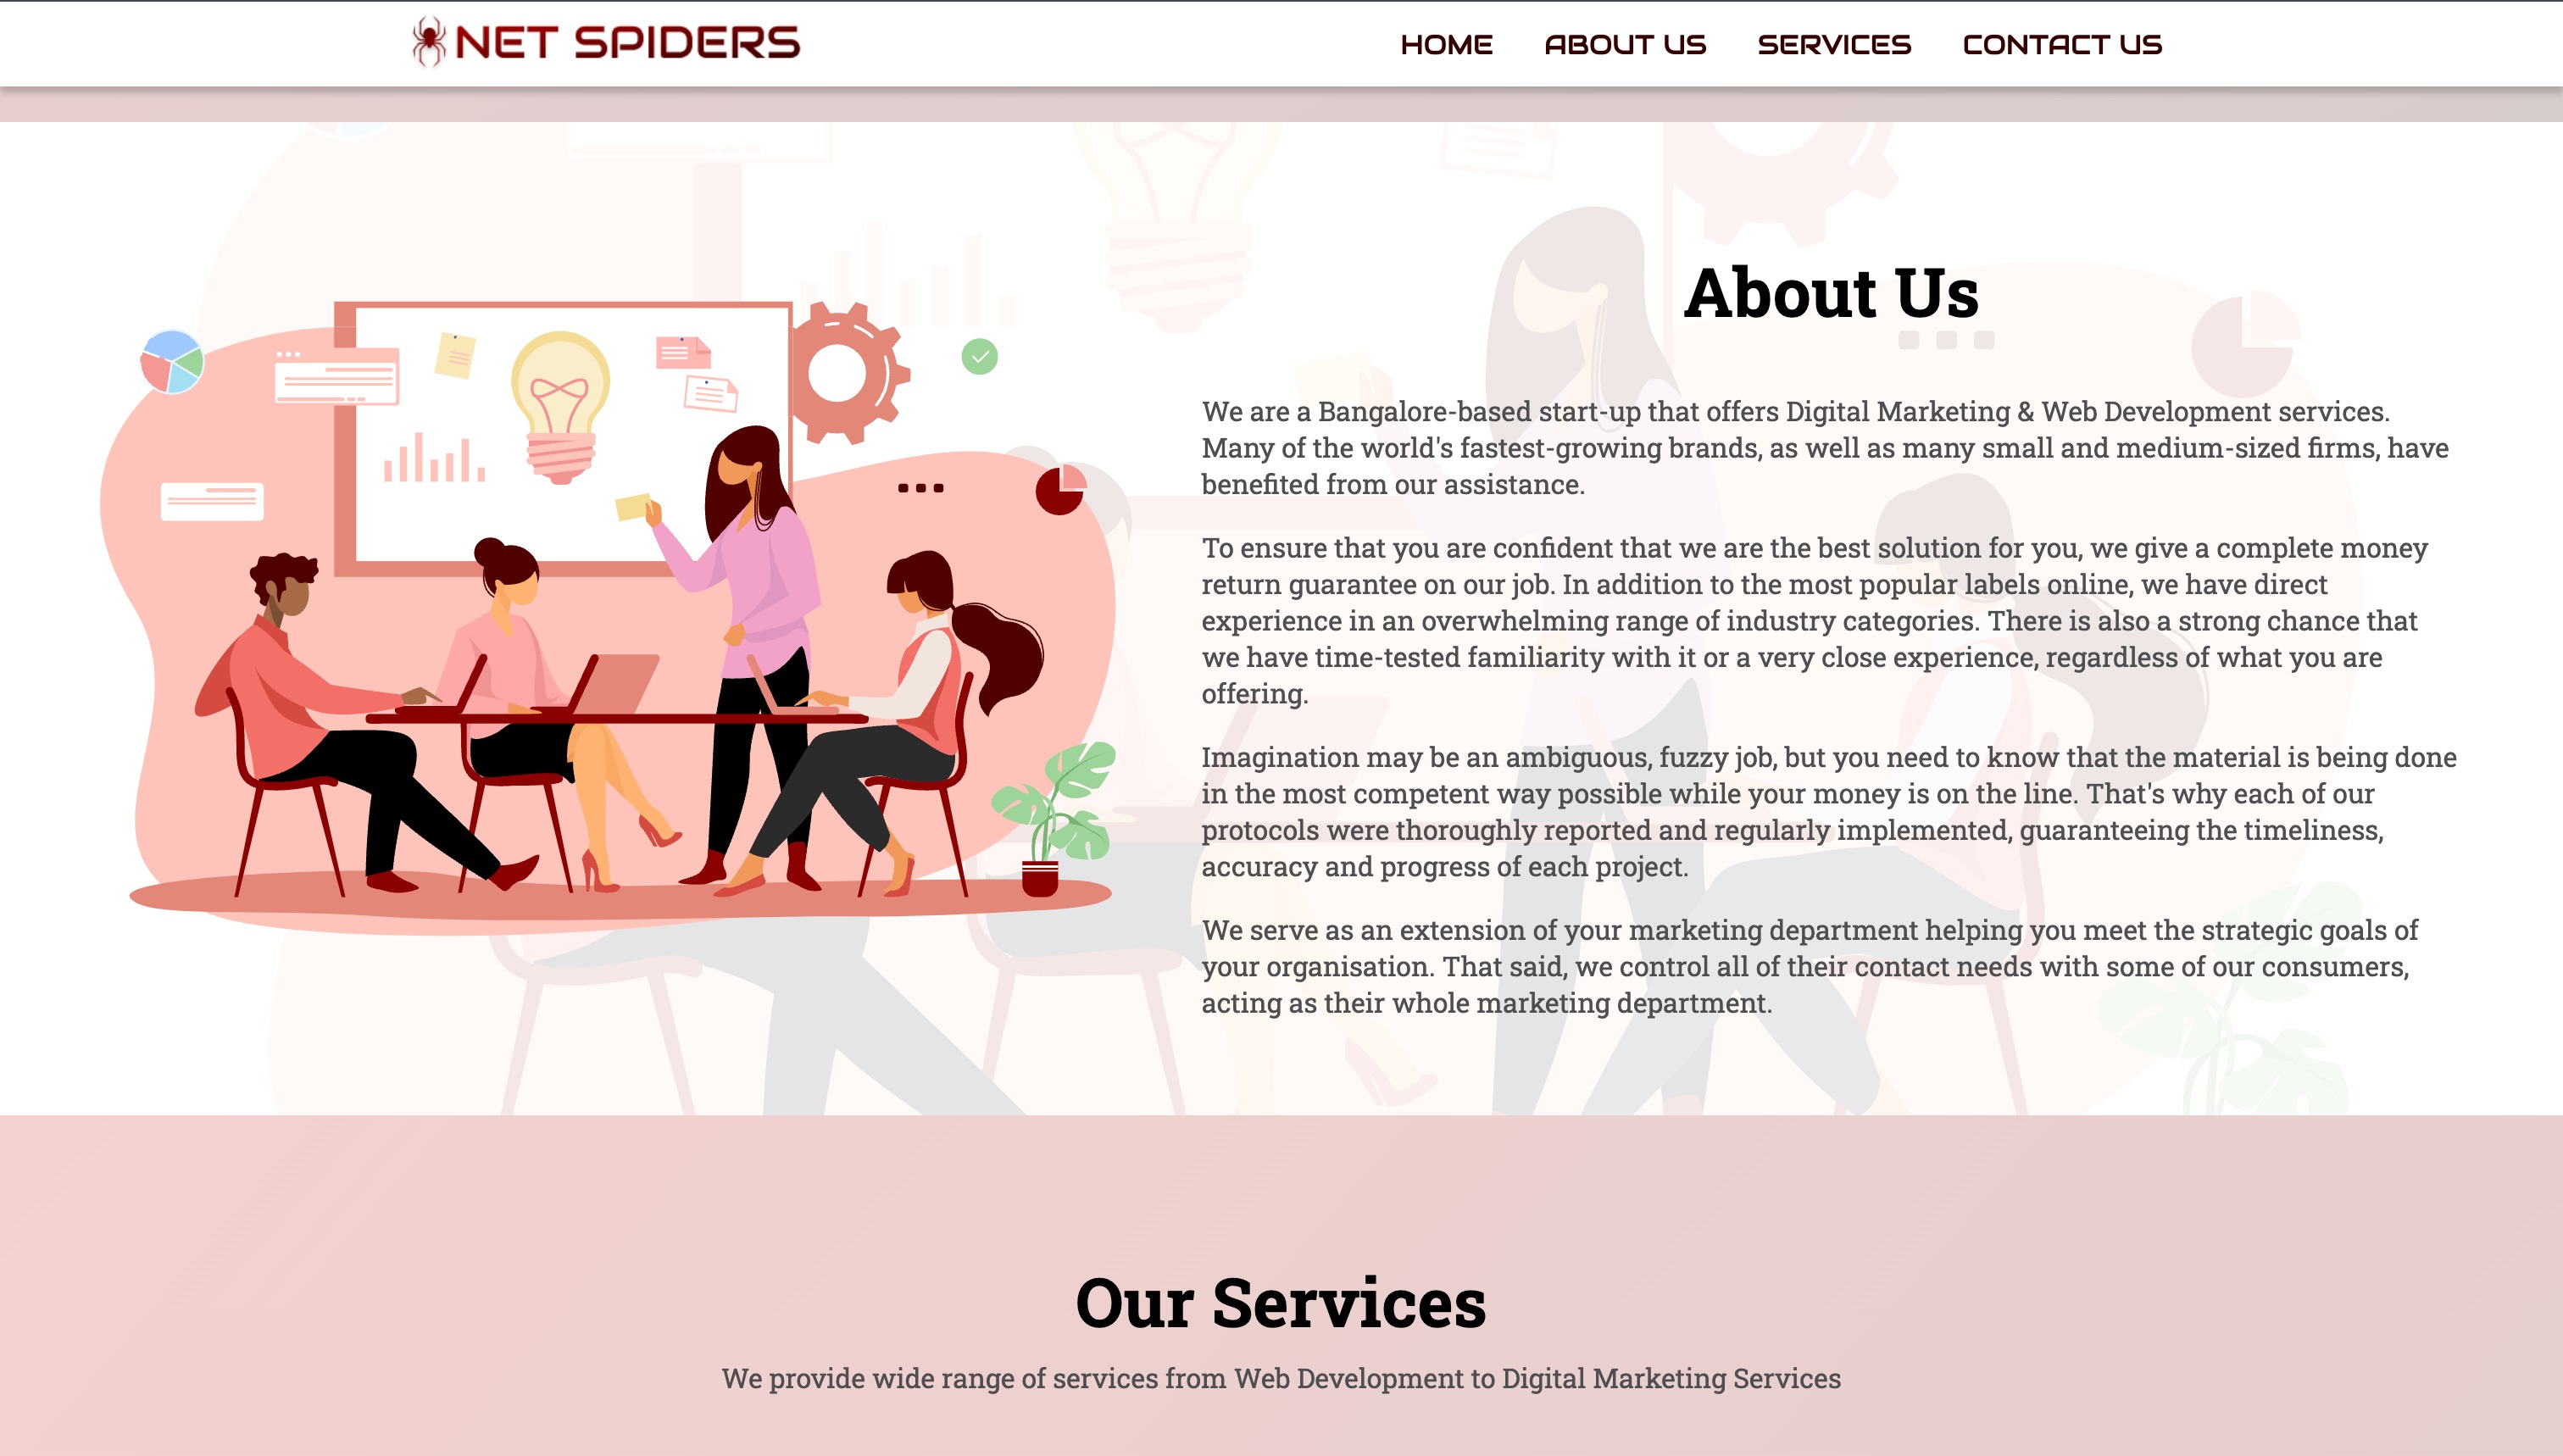 NET SPIDERS
HOME ABOUT US SERVICES CONTACT US
About Us
We are a Bangalore-based start-up that offers Digital Marketing & Web Development services.
Many of the world's fastest-growing brands, as well as many small and medium-sized firms, have
benefited from our assistance.
To ensure that you are confident that we are the best solution for you, we give a complete money
return guarantee on our job. In addition to the most popular labels online, we have direct
experience in an overwhelming range of industry categories. There is also a strong chance that
we have time-tested familiarity with it or a very close experience, regardless of what you are
offering.
Imagination may be an ambiguous, fuzzy job, but you need to know that the material is being done
in the most competent way possible while your money is on the line. That's why each of our
protocols were thoroughly reported and regularly implemented, guaranteeing the timeliness,
accuracy and progress of each project.
We serve as an extension of your marketing department helping you meet the strategic goals of
your organisation. That said, we control all of their contact needs with some of our consumers,
acting as their whole marketing department.
Our Services
We provide wide range of services from Web Development to Digital Marketing Services